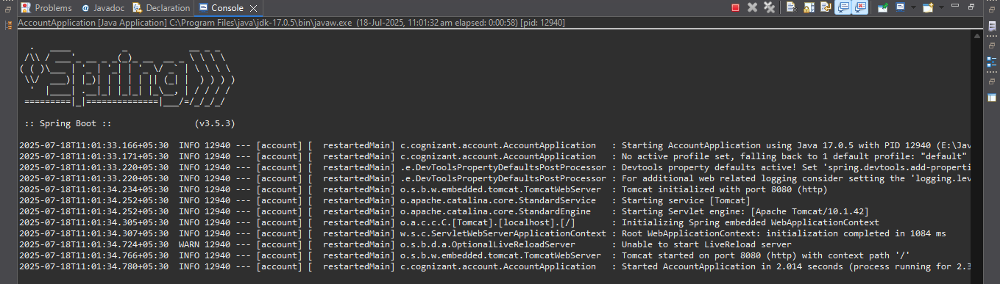 Problems Javadoc Declaration Console
AccountApplication [Java Application] C:\Program Files\java\jdk-17.0.5\bin\javaw.exe (18-Jul-2025, 11:01:32 am elapsed: 0:00:58) [pid: 12940]
  .   ____          _            __ _ _
 /\\ / ___'_ __ _ _(_)_ __  __ _ \ \ \ \
( ( )\___ | '_ | '_| | '_ \/ _` | \ \ \ \
 \\/  ___)| |_)| | | | | || (_| |  ) ) ) )
  '  |____| .__|_| |_|_| |_\__, | / / / /
 =========|_|==============|___/=/_/_/_/
 :: Spring Boot ::                (v3.5.3)
2025-07-18T11:01:33.166+05:30  INFO 12940 --- [account] [  restartedMain] c.cognizant.account.AccountApplication   : Starting AccountApplication using Java 17.0.5 with PID 12940 (E:\Jav
2025-07-18T11:01:33.171+05:30  INFO 12940 --- [account] [  restartedMain] c.cognizant.account.AccountApplication   : No active profile set, falling back to 1 default profile: "default"
2025-07-18T11:01:33.220+05:30  INFO 12940 --- [account] [  restartedMain] .e.DevToolsPropertyDefaultsPostProcessor : Devtools property defaults active! Set 'spring.devtools.add-properti
2025-07-18T11:01:33.220+05:30  INFO 12940 --- [account] [  restartedMain] .e.DevToolsPropertyDefaultsPostProcessor : For additional web related logging consider setting the 'logging.lev
2025-07-18T11:01:34.234+05:30  INFO 12940 --- [account] [  restartedMain] o.s.b.w.embedded.tomcat.TomcatWebServer  : Tomcat initialized with port 8080 (http)
2025-07-18T11:01:34.252+05:30  INFO 12940 --- [account] [  restartedMain] o.apache.catalina.core.StandardService   : Starting service [Tomcat]
2025-07-18T11:01:34.252+05:30  INFO 12940 --- [account] [  restartedMain] o.apache.catalina.core.StandardEngine    : Starting Servlet engine: [Apache Tomcat/10.1.42]
2025-07-18T11:01:34.305+05:30  INFO 12940 --- [account] [  restartedMain] o.a.c.c.C.[Tomcat].[localhost].[/]       : Initializing Spring embedded WebApplicationContext
2025-07-18T11:01:34.307+05:30  INFO 12940 --- [account] [  restartedMain] w.s.c.ServletWebServerApplicationContext : Root WebApplicationContext: initialization completed in 1084 ms
2025-07-18T11:01:34.724+05:30  WARN 12940 --- [account] [  restartedMain] o.s.b.d.a.OptionalLiveReloadServer       : Unable to start LiveReload server
2025-07-18T11:01:34.766+05:30  INFO 12940 --- [account] [  restartedMain] o.s.b.w.embedded.tomcat.TomcatWebServer  : Tomcat started on port 8080 (http) with context path '/'
2025-07-18T11:01:34.780+05:30  INFO 12940 --- [account] [  restartedMain] c.cognizant.account.AccountApplication   : Started AccountApplication in 2.014 seconds (process running for 2.3